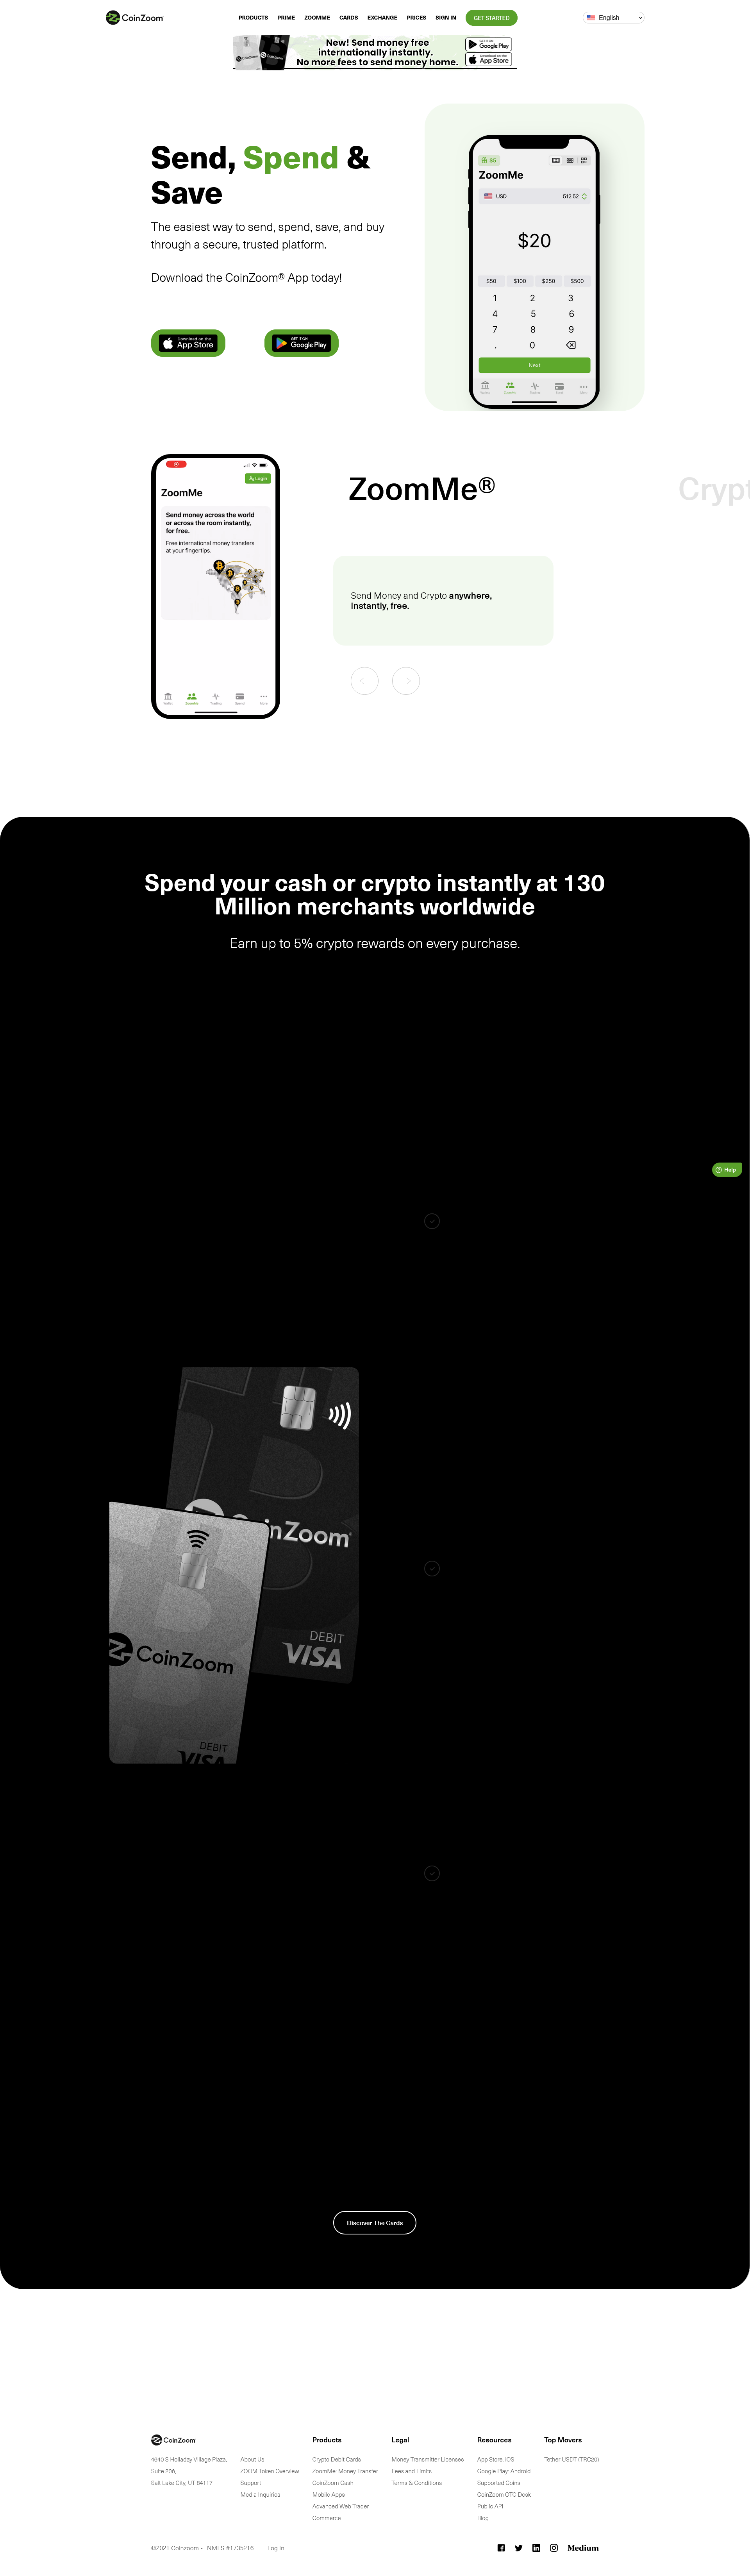 CoinZoom
PRODUCTS PRIME ZOOMME CARDS EXCHANGE PRICES SIGN IN GET STARTED
English
New! Send money free
internationally instantly.
No more fees to send money home.
GET IT ON
Google Play
Download on the
App Store
Send, Spend &
Save
The easiest way to send, spend, save, and buy
through a secure, trusted platform.
Download the CoinZoom® App today!
Download on the
App Store
GET IT ON
Google Play
$5
ZoomMe
USD 512.52
$20
$50 $100 $250 $500
1 2 3
4 5 6
7 8 9
. 0
Next
ZoomMe
Login
ZoomMe
Send money across the world
or across the room instantly,
for free.
Free international money transfers
at your fingertips.
Market ZoomMe Trading Spend More
ZoomMe®
Crypt
Send Money and Crypto anywhere,
instantly, free.
Spend your cash or crypto instantly at 130
Million merchants worldwide
Earn up to 5% crypto rewards on every purchase.
Help
inZoom®
DEBIT
VISA
CoinZoom®
DEBIT
VISA
Discover The Cards
CoinZoom
4640 S Holladay Village Plaza,
Suite 206,
Salt Lake City, UT 84117
About Us
ZOOM Token Overview
Support
Media Inquiries
Products
Crypto Debit Cards
ZoomMe: Money Transfer
CoinZoom Cash
Mobile Apps
Advanced Web Trader
Commerce
Legal
Money Transmitter Licenses
Fees and Limits
Terms & Conditions
Resources
App Store: iOS
Google Play: Android
Supported Coins
CoinZoom OTC Desk
Public API
Blog
Top Movers
Tether USDT (TRC20)
©2021 Coinzoom - NMLS #1735216 Log In
Medium